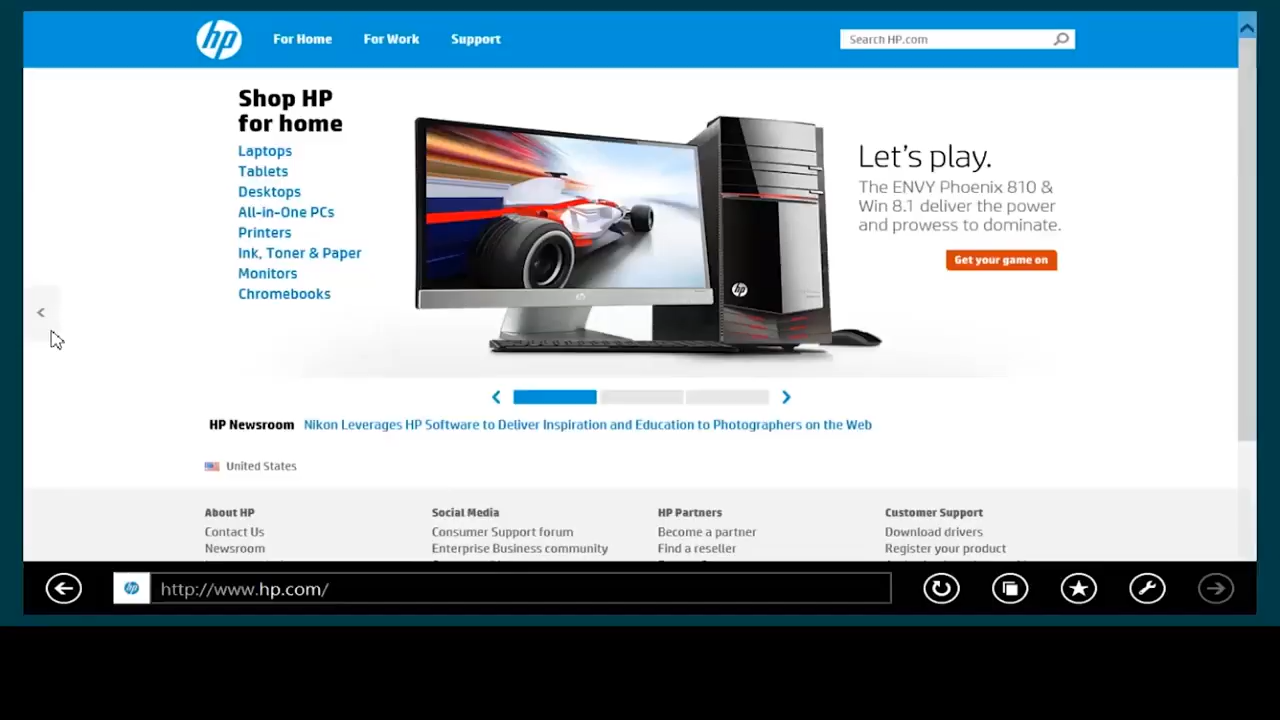 hp
For Home
For Work
Support
Search HP.com
Shop HP
for home
Laptops
Tablets
Desktops
All-in-One PCs
Printers
Ink, Toner & Paper
Monitors
Chromebooks
Let's play.
The ENVY Phoenix 810 &
Win 8.1 deliver the power
and prowess to dominate.
Get your game on
hp
HP Newsroom Nikon Leverages HP Software to Deliver Inspiration and Education to Photographers on the Web
United States
About HP
Contact Us
Newsroom
Social Media
Consumer Support forum
Enterprise Business community
HP Partners
Become a partner
Find a reseller
Customer Support
Download drivers
Register your product
hp
http://www.hp.com/